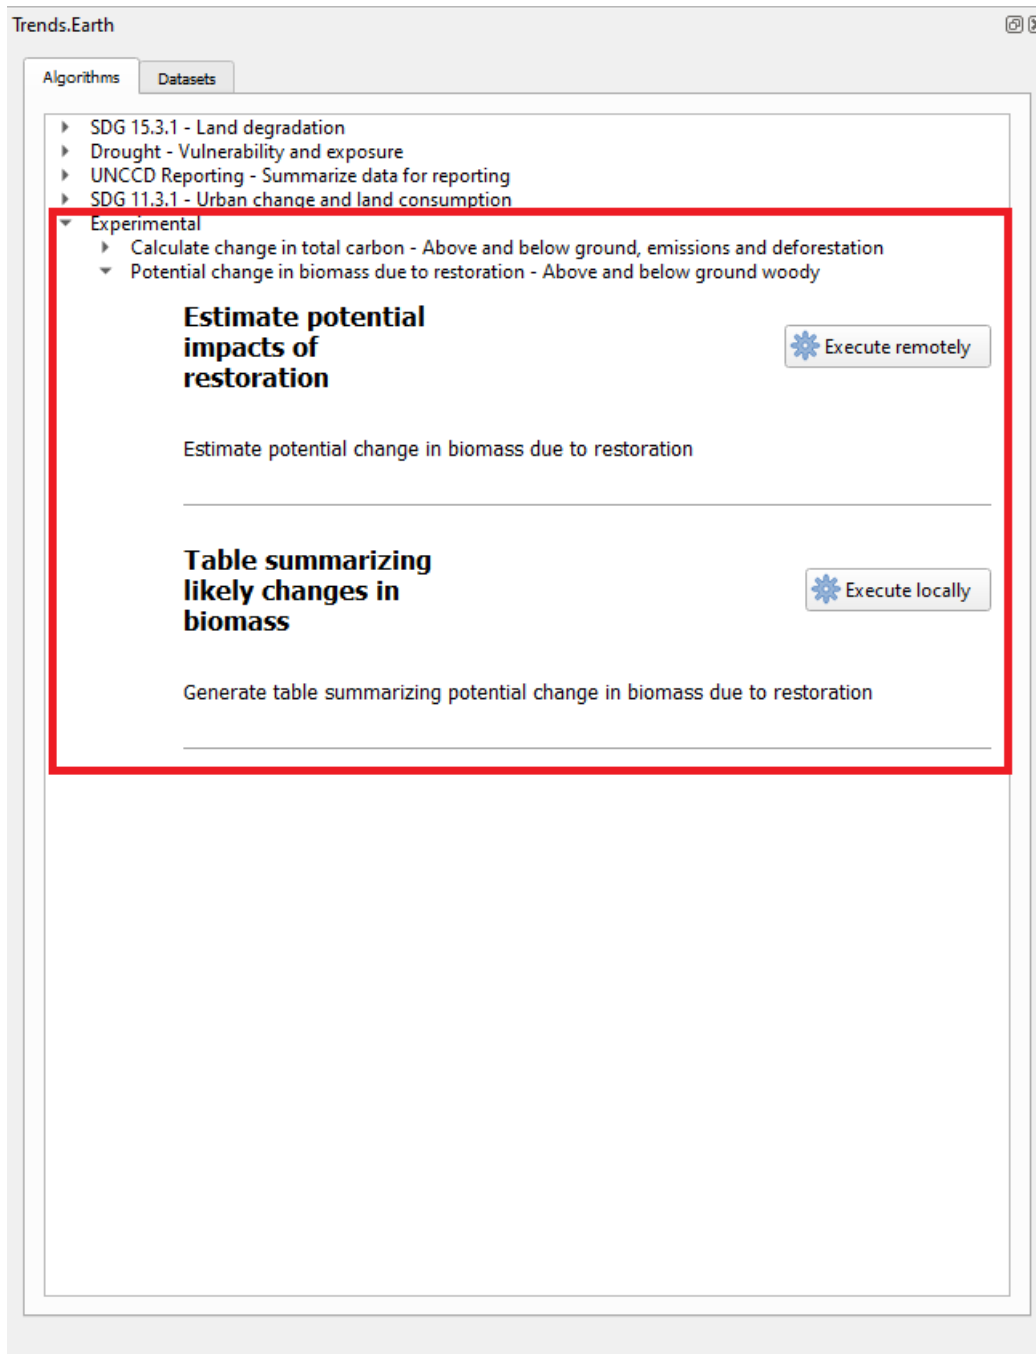 Trends.Earth
Algorithms
Datasets
SDG 15.3.1 - Land degradation
Drought - Vulnerability and exposure
UNCCD Reporting - Summarize data for reporting
SDG 11.3.1 - Urban change and land consumption
Experimental
Calculate change in total carbon - Above and below ground, emissions and deforestation
Potential change in biomass due to restoration - Above and below ground woody
Estimate potential
impacts of
restoration
Execute remotely
Estimate potential change in biomass due to restoration
Table summarizing
likely changes in
biomass
Execute locally
Generate table summarizing potential change in biomass due to restoration